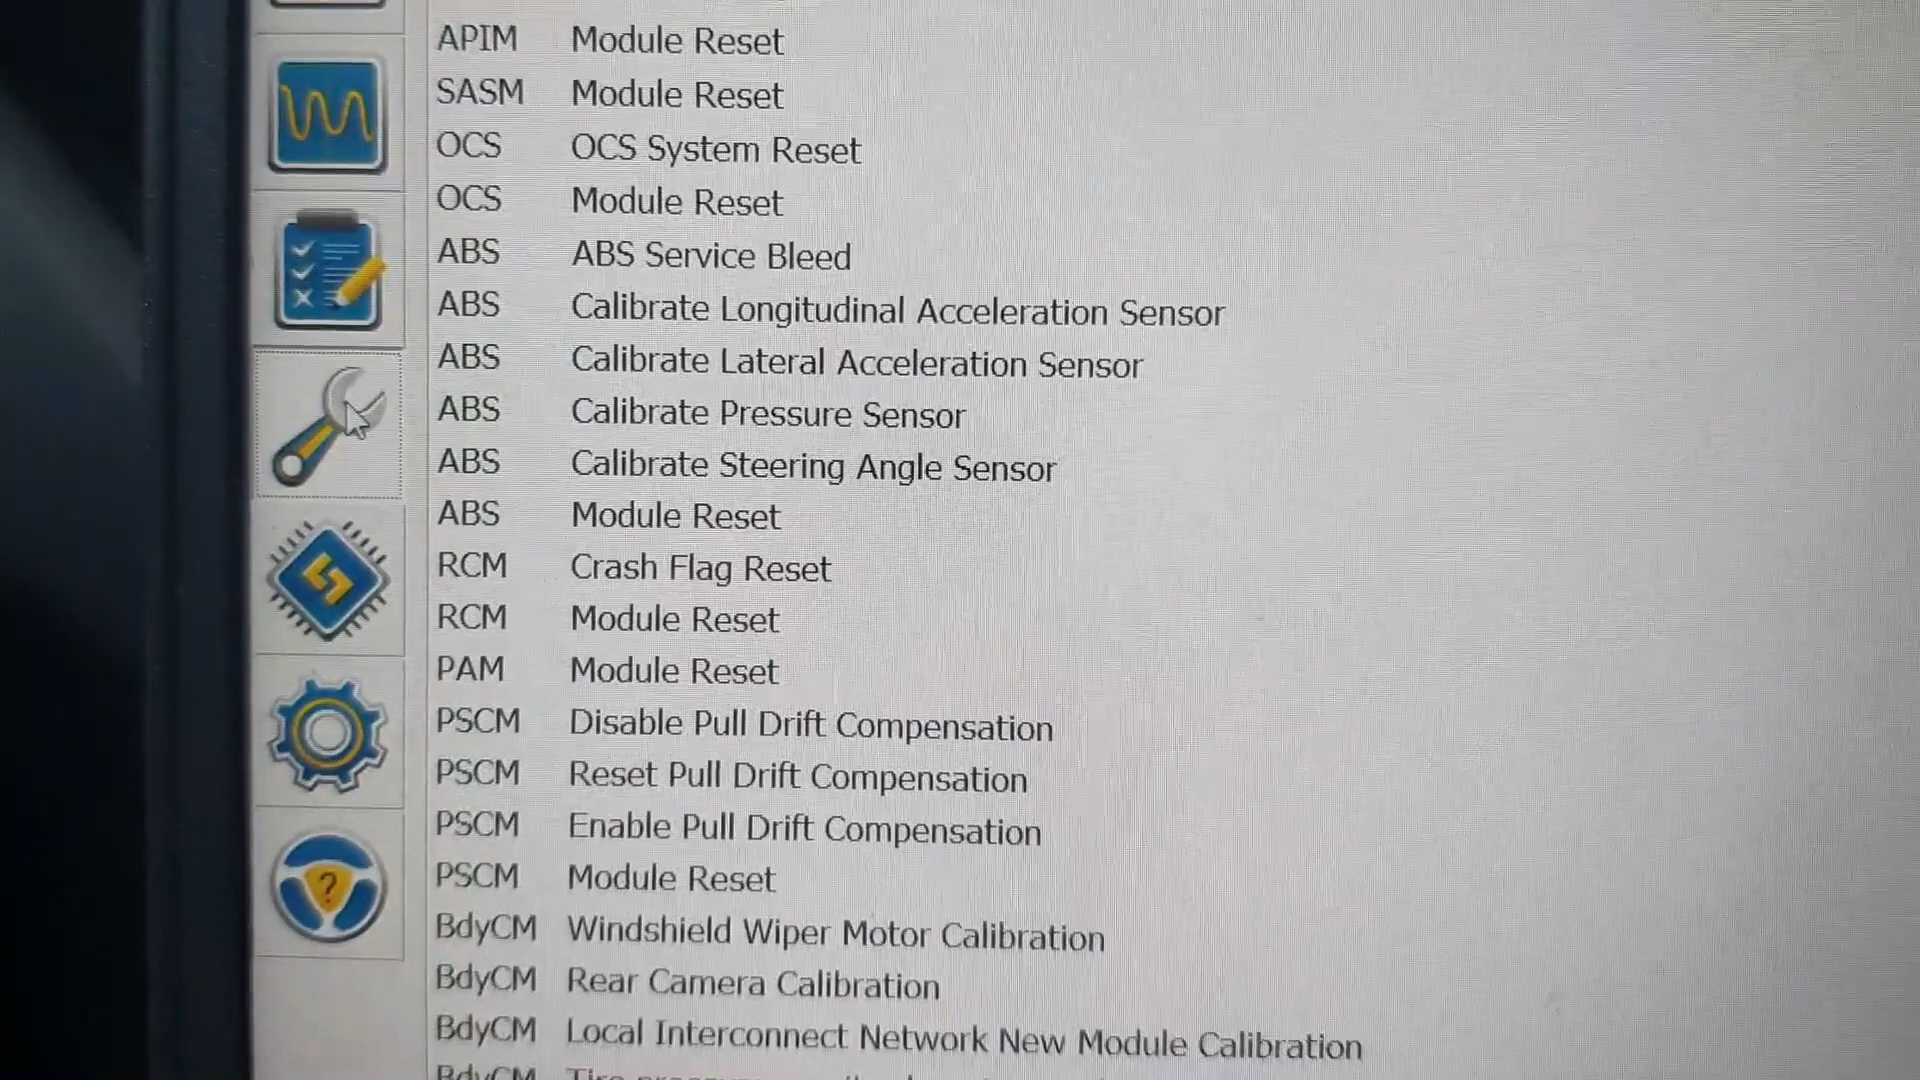 APIM Module Reset
SASM Module Reset
OCS OCS System Reset
OCS Module Reset
ABS ABS Service Bleed
ABS Calibrate Longitudinal Acceleration Sensor
ABS Calibrate Lateral Acceleration Sensor
ABS Calibrate Pressure Sensor
ABS Calibrate Steering Angle Sensor
ABS Module Reset
RCM Crash Flag Reset
RCM Module Reset
PAM Module Reset
PSCM Disable Pull Drift Compensation
PSCM Reset Pull Drift Compensation
PSCM Enable Pull Drift Compensation
PSCM Module Reset
BdyCM Windshield Wiper Motor Calibration
BdyCM Rear Camera Calibration
BdyCM Local Interconnect Network New Module Calibration
BdyCM Tire
?